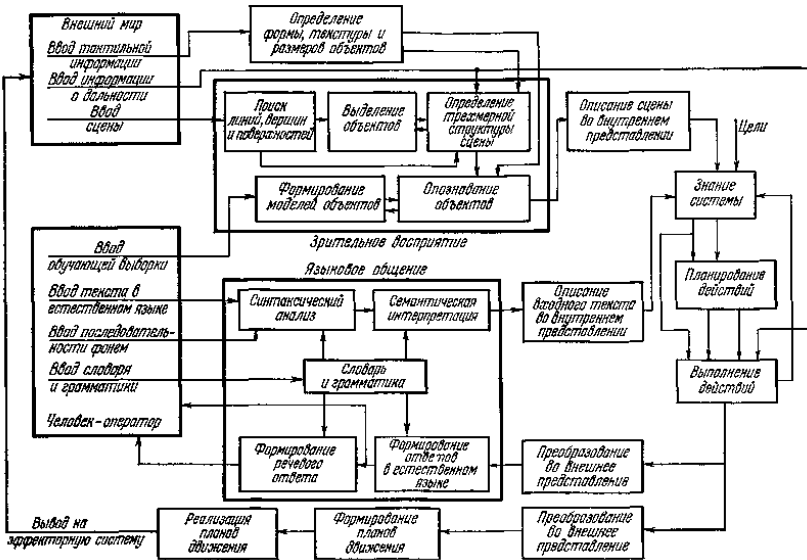 Внешний мир
Ввод тактильной
информации
Ввод информации
о дальности
Ввод
сцены
Определение
формы, текстуры и
размеров объектов
Поиск
линий, вершин
и поверхностей
Выделение
объектов
Определение
трехмерной
структуры
сцены
Описание сцены
во внутреннем
представлении
Цели
Формирование
моделей объектов
Опознавание
объектов
Знание
системы
Зрительное восприятие
Ввод
обучающей выборки
Ввод текста в
естественном языке
Ввод последователь-
ности фонем
Ввод словаря
и грамматики
Человек-оператор
Языковое общение
Синтаксический
анализ
Семантическая
интерпретация
Описание
входного текста
во внутреннем
представлении
Планирование
действий
Словарь
и грамматика
Выполнение
действий
Формирование
речевого
ответа
Формирование
ответов
в естественном
языке
Преобразование
во внешнее
представление
Вывод на
эффекторную систему
Реализация
планов
движения
Формирование
планов
движения
Преобразование
во внешнее
представление